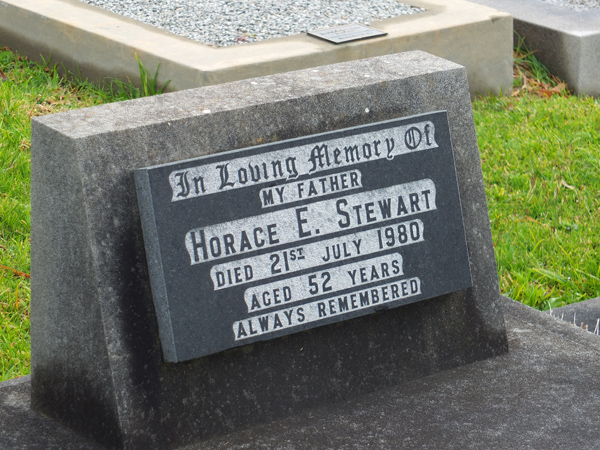 In Loving Memory Of
MY FATHER
HORACE E. STEWART
DIED 21ST JULY 1980
AGED 52 YEARS
ALWAYS REMEMBERED